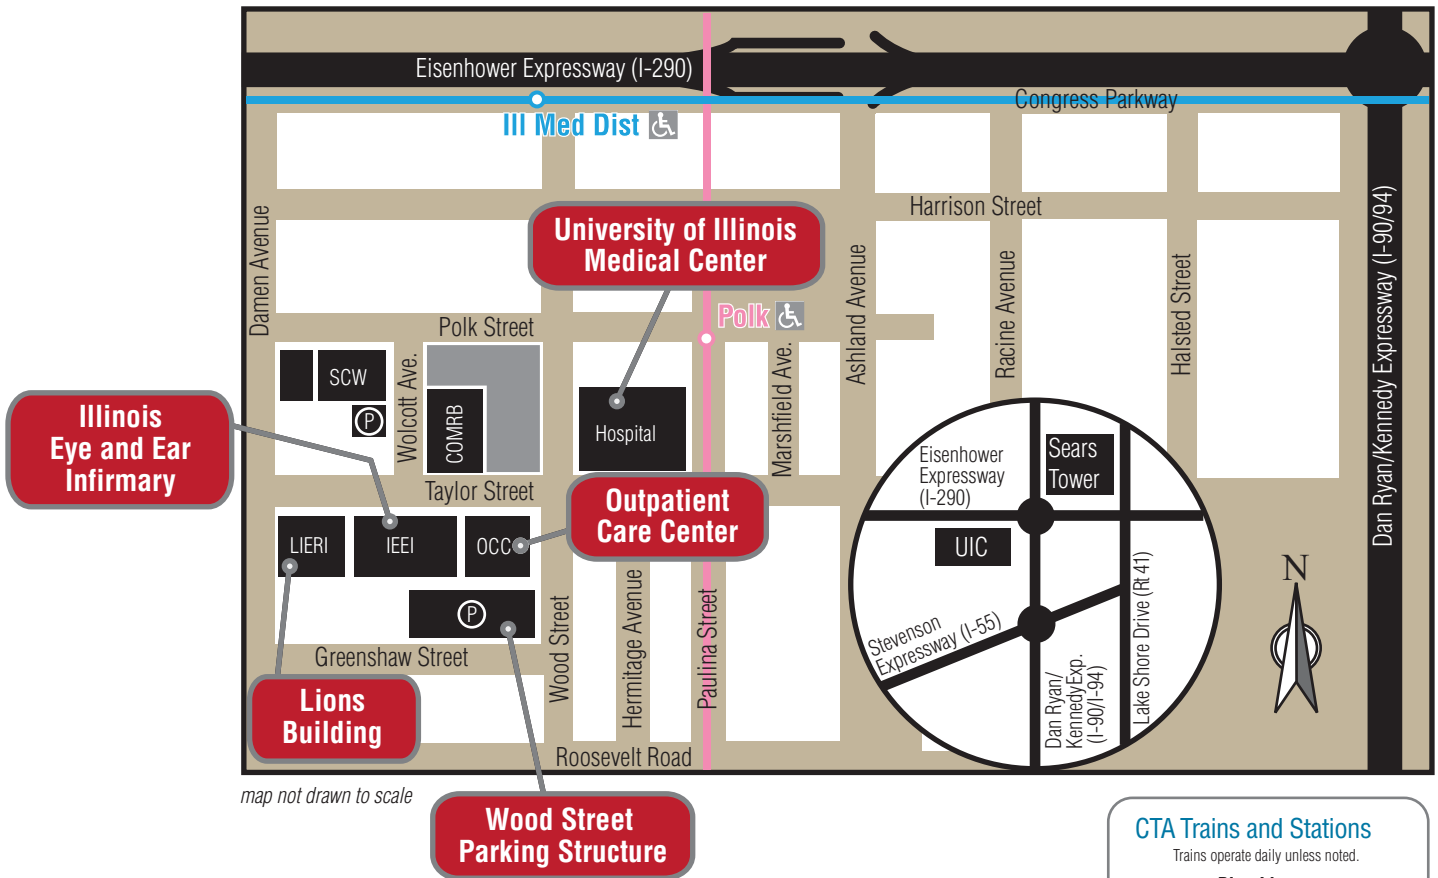 Eisenhower Expressway (I-290)
Congress Parkway
Ill Med Dist
Harrison Street
University of Illinois
Medical Center
Damen Avenue
Polk Street
Polk
Ashland Avenue
Racine Avenue
Halsted Street
Dan Ryan/Kennedy Expressway (I-90/94)
SCW
P
Wolcott Ave.
COMRB
Hospital
Marshfield Ave.
Illinois
Eye and Ear
Infirmary
Taylor Street
Outpatient
Care Center
LIERI
IEEI
OCC
P
Greenshaw Street
Wood Street
Hermitage Avenue
Paulina Street
Lions
Building
Roosevelt Road
Eisenhower
Expressway
(I-290)
Sears
Tower
UIC
Stevenson
Expressway (I-55)
Dan Ryan/
KennedyExp.
(I-90/I-94)
Lake Shore Drive (Rt 41)
N
map not drawn to scale
Wood Street
Parking Structure
CTA Trains and Stations
Trains operate daily unless noted.